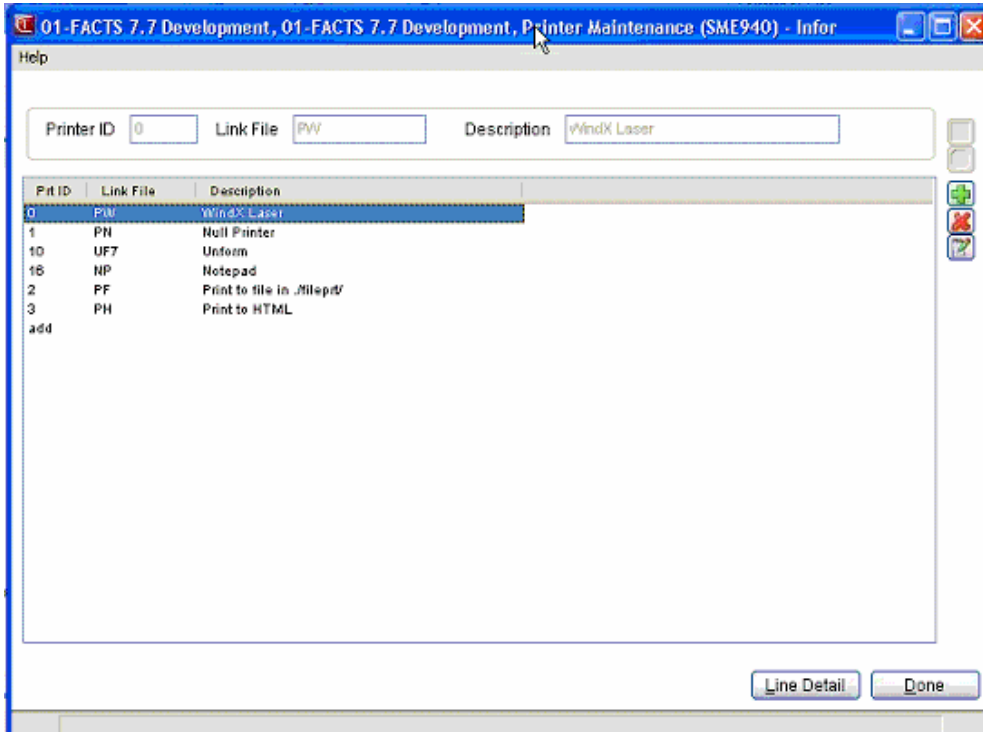 01-FACTS 7.7 Development, 01-FACTS 7.7 Development, Printer Maintenance (SME940) - Infor
Help
Printer ID 0 Link File PW Description WindX Laser
Prt ID Link File Description
0 PW WindX Laser
1 PN Null Printer
10 UF7 Unform
16 NP Notepad
2 PF Print to file in ./fileprt/
3 PH Print to HTML
add
Line Detail Done